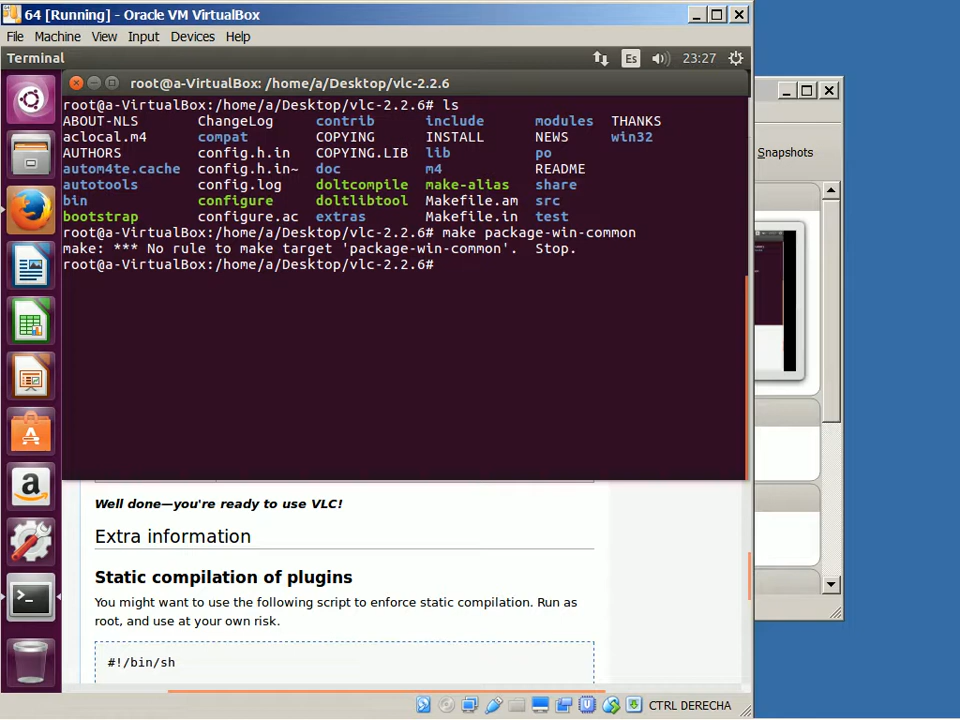 64 [Running] - Oracle VM VirtualBox
File Machine View Input Devices Help
Terminal Es 23:27
root@a-VirtualBox: /home/a/Desktop/vlc-2.2.6
root@a-VirtualBox:/home/a/Desktop/vlc-2.2.6# ls
ABOUT-NLS ChangeLog contrib include modules THANKS
aclocal.m4 compat COPYING INSTALL NEWS win32
AUTHORS config.h.in COPYING.LIB lib po
autom4te.cache config.h.in~ doc m4 README
autotools config.log doltcompile make-alias share
bin configure doltlibtool Makefile.am src
bootstrap configure.ac extras Makefile.in test
root@a-VirtualBox:/home/a/Desktop/vlc-2.2.6# make package-win-common
make: *** No rule to make target 'package-win-common'. Stop.
root@a-VirtualBox:/home/a/Desktop/vlc-2.2.6#
Snapshots
Well done—you're ready to use VLC!
Extra information
Static compilation of plugins
You might want to use the following script to enforce static compilation. Run as
root, and use at your own risk.
#!/bin/sh
CTRL DERECHA